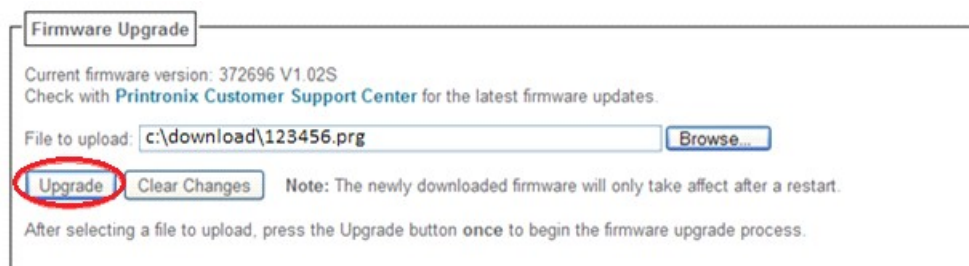 Firmware Upgrade
Current firmware version: 372696 V1.02S
Check with Printronix Customer Support Center for the latest firmware updates.
File to upload: c:\download\123456.prg Browse...
Upgrade Clear Changes Note: The newly downloaded firmware will only take affect after a restart.
After selecting a file to upload, press the Upgrade button once to begin the firmware upgrade process.